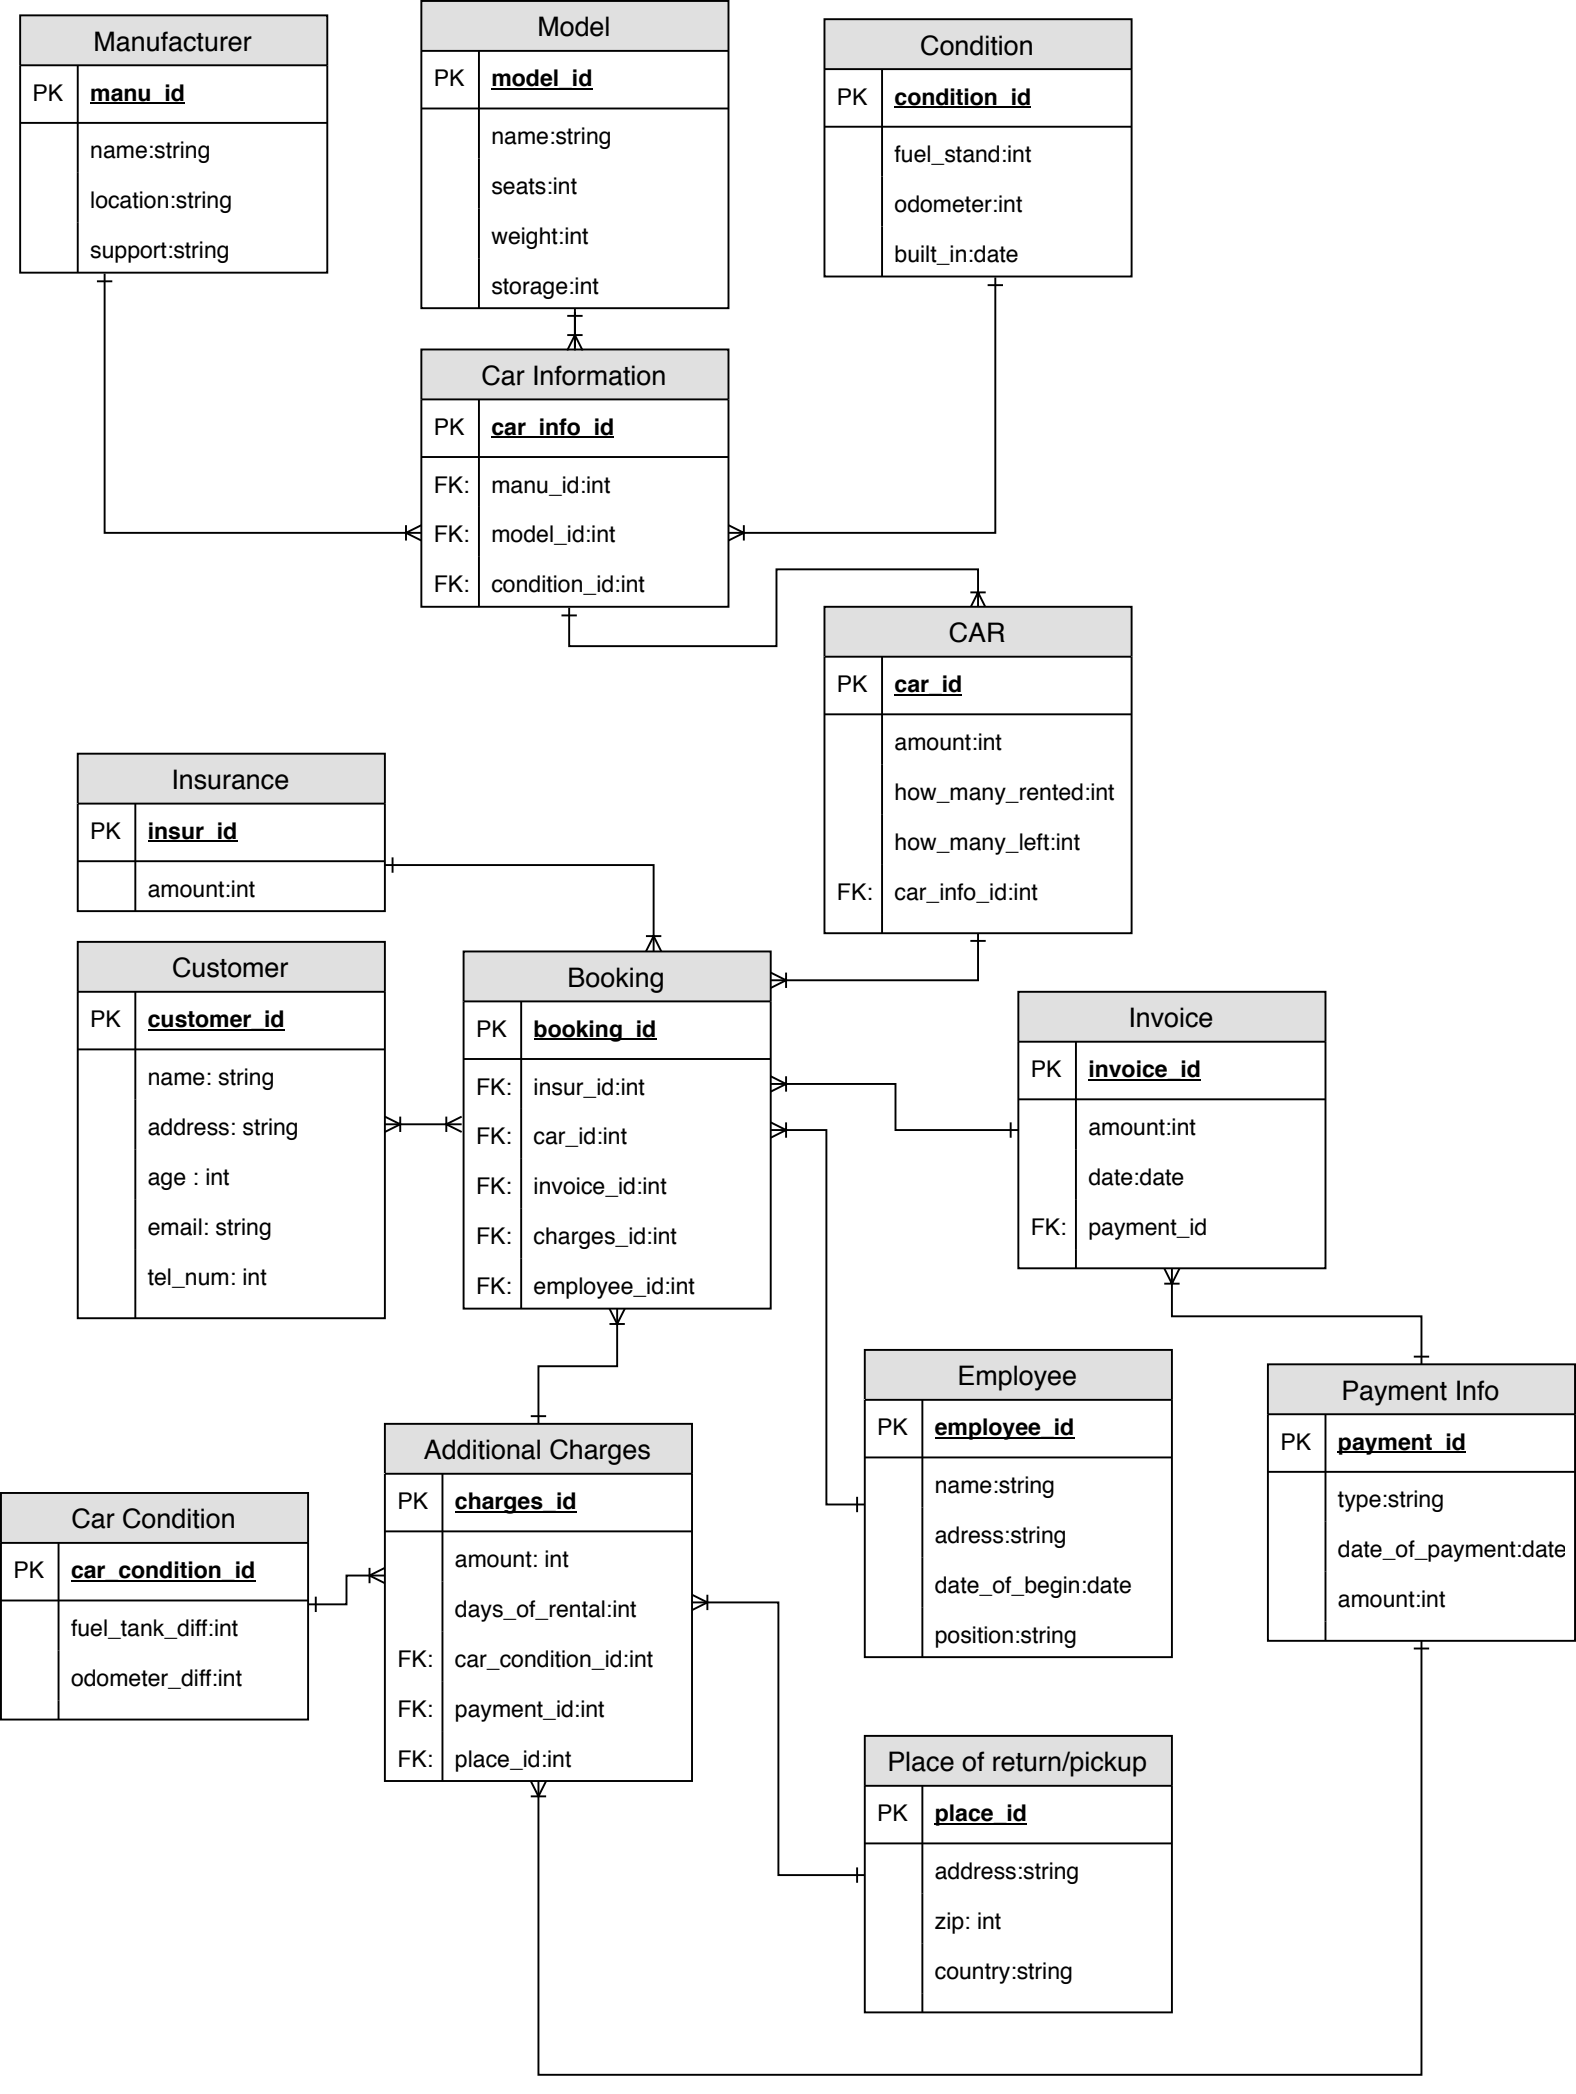 Manufacturer
PK manu_id
name:string
location:string
support:string
Model
PK model_id
name:string
seats:int
weight:int
storage:int
Condition
PK condition_id
fuel_stand:int
odometer:int
built_in:date
Car Information
PK car_info_id
FK: manu_id:int
FK: model_id:int
FK: condition_id:int
CAR
PK car_id
amount:int
how_many_rented:int
how_many_left:int
FK: car_info_id:int
Insurance
PK insur_id
amount:int
Customer
PK customer_id
name: string
address: string
age : int
email: string
tel_num: int
Booking
PK booking_id
FK: insur_id:int
FK: car_id:int
FK: invoice_id:int
FK: charges_id:int
FK: employee_id:int
Invoice
PK invoice_id
amount:int
date:date
FK: payment_id
Employee
PK employee_id
name:string
adress:string
date_of_begin:date
position:string
Payment Info
PK payment_id
type:string
date_of_payment:date
amount:int
Additional Charges
PK charges_id
amount: int
days_of_rental:int
FK: car_condition_id:int
FK: payment_id:int
FK: place_id:int
Car Condition
PK car_condition_id
fuel_tank_diff:int
odometer_diff:int
Place of return/pickup
PK place_id
address:string
zip: int
country:string